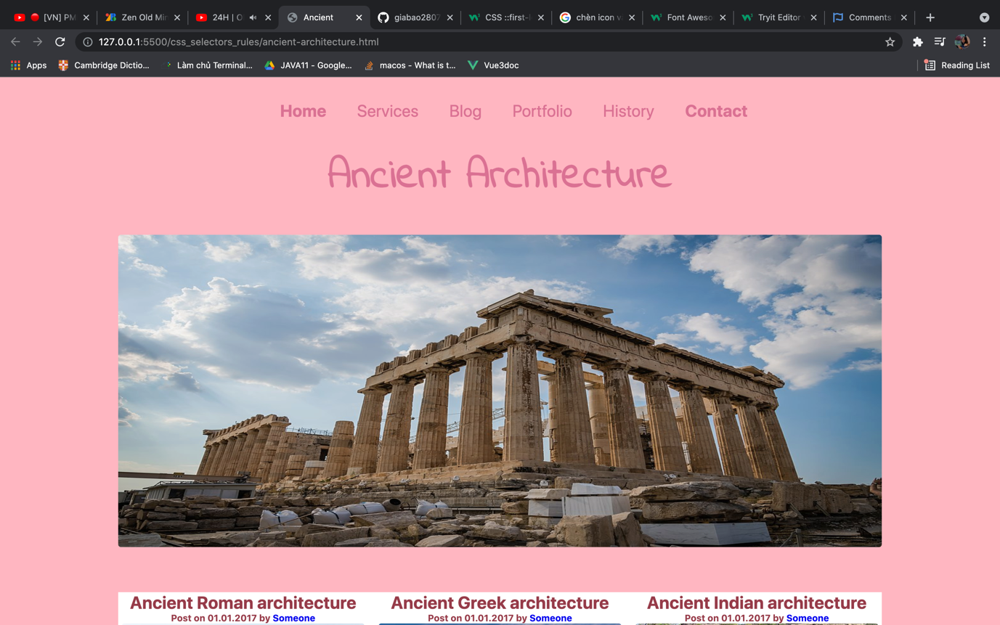 [VN] PM
Zen Old Min
24H | O
Ancient
giabao2807
CSS ::first-l
chèn icon v
Font Aweso
Tryit Editor
Comments
127.0.0.1:5500/css_selectors_rules/ancient-architecture.html
Apps
Cambridge Dictio...
Làm chủ Terminal...
JAVA11 - Google...
macos - What is t...
Vue3doc
Reading List
Home Services Blog Portfolio History Contact
Ancient Architecture
Ancient Roman architecture
Post on 01.01.2017 by Someone
Ancient Greek architecture
Post on 01.01.2017 by Someone
Ancient Indian architecture
Post on 01.01.2017 by Someone